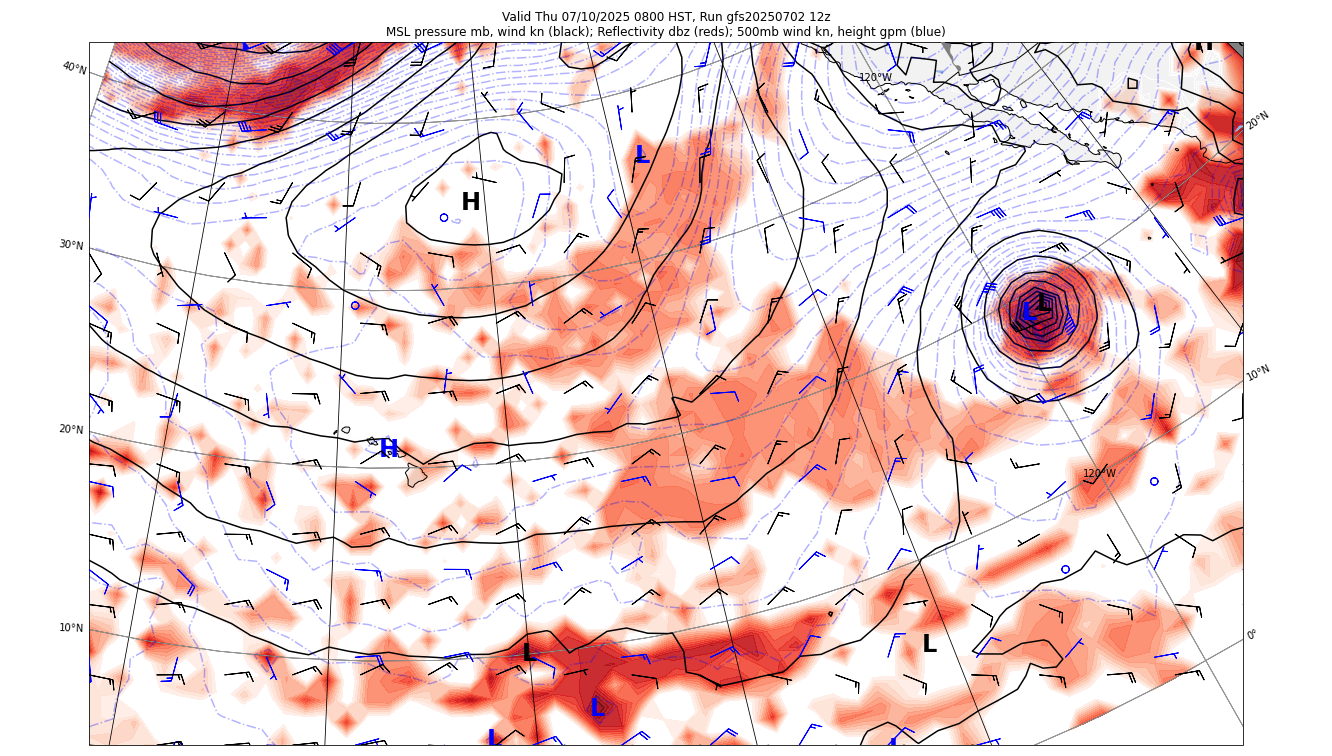 Valid Thu 07/10/2025 0800 HST, Run gfs20250702 12z
MSL pressure mb, wind kn (black); Reflectivity dbz (reds); 500mb wind kn, height gpm (blue)
H
40°N
120°W
20°N
L
H
30°N
L
L
10°N
20°N
H
120°W
10°N
L
L
0°
L
L
L